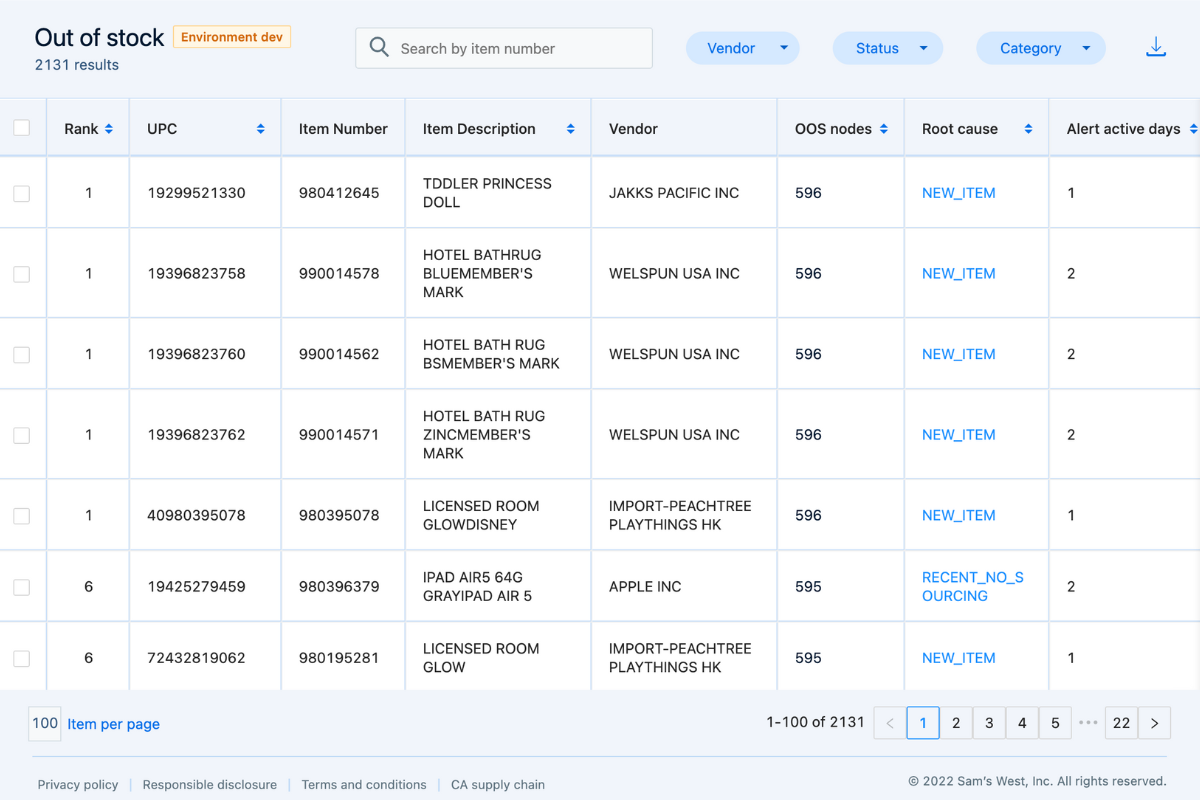 Out of stock Environment dev
2131 results
Search by item number
Vendor Status Category
Rank UPC Item Number Item Description Vendor OOS nodes Root cause Alert active days
1 19299521330 980412645 TDDLER PRINCESS DOLL JAKKS PACIFIC INC 596 NEW_ITEM 1
1 19396823758 990014578 HOTEL BATHRUG BLUEMEMBER'S MARK WELSPUN USA INC 596 NEW_ITEM 2
1 19396823760 990014562 HOTEL BATH RUG BSMEMBER'S MARK WELSPUN USA INC 596 NEW_ITEM 2
1 19396823762 990014571 HOTEL BATH RUG ZINCMEMBER'S MARK WELSPUN USA INC 596 NEW_ITEM 2
1 40980395078 980395078 LICENSED ROOM GLOWDISNEY IMPORT-PEACHTREE PLAYTHINGS HK 596 NEW_ITEM 1
6 19425279459 980396379 IPAD AIR5 64G GRAYIPAD AIR 5 APPLE INC 595 RECENT_NO_SOURCING 2
6 72432819062 980195281 LICENSED ROOM GLOW IMPORT-PEACHTREE PLAYTHINGS HK 595 NEW_ITEM 1
100 Item per page 1-100 of 2131 < 1 2 3 4 5 ••• 22 >
Privacy policy | Responsible disclosure | Terms and conditions | CA supply chain © 2022 Sam's West, Inc. All rights reserved.